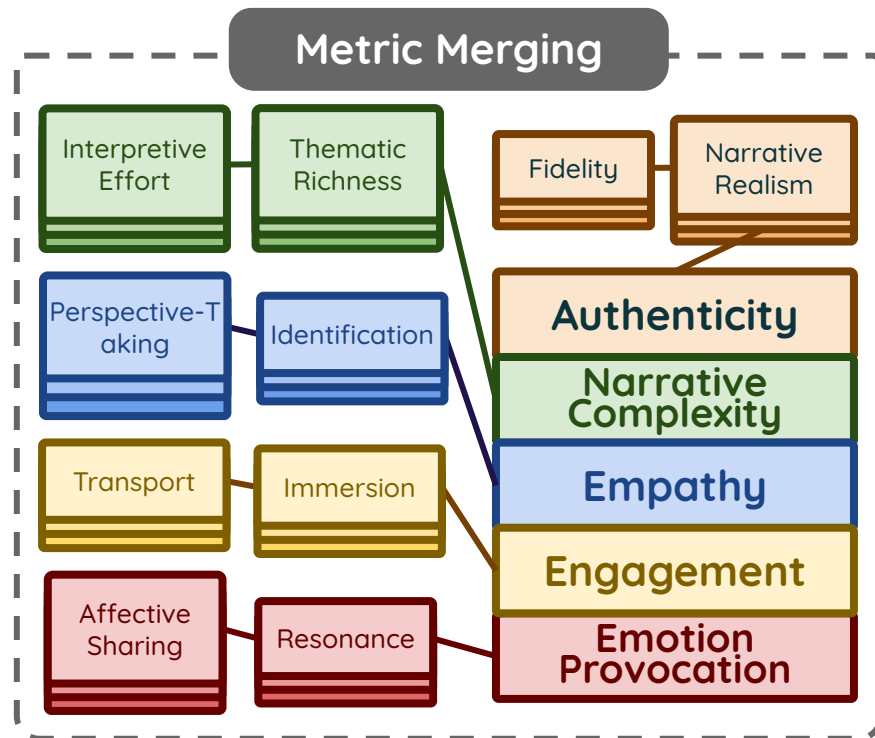 Metric Merging
Interpretive
Effort
Thematic
Richness
Fidelity
Narrative
Realism
Perspective-T
aking
Identification
Authenticity
Narrative
Complexity
Transport
Immersion
Empathy
Engagement
Affective
Sharing
Resonance
Emotion
Provocation